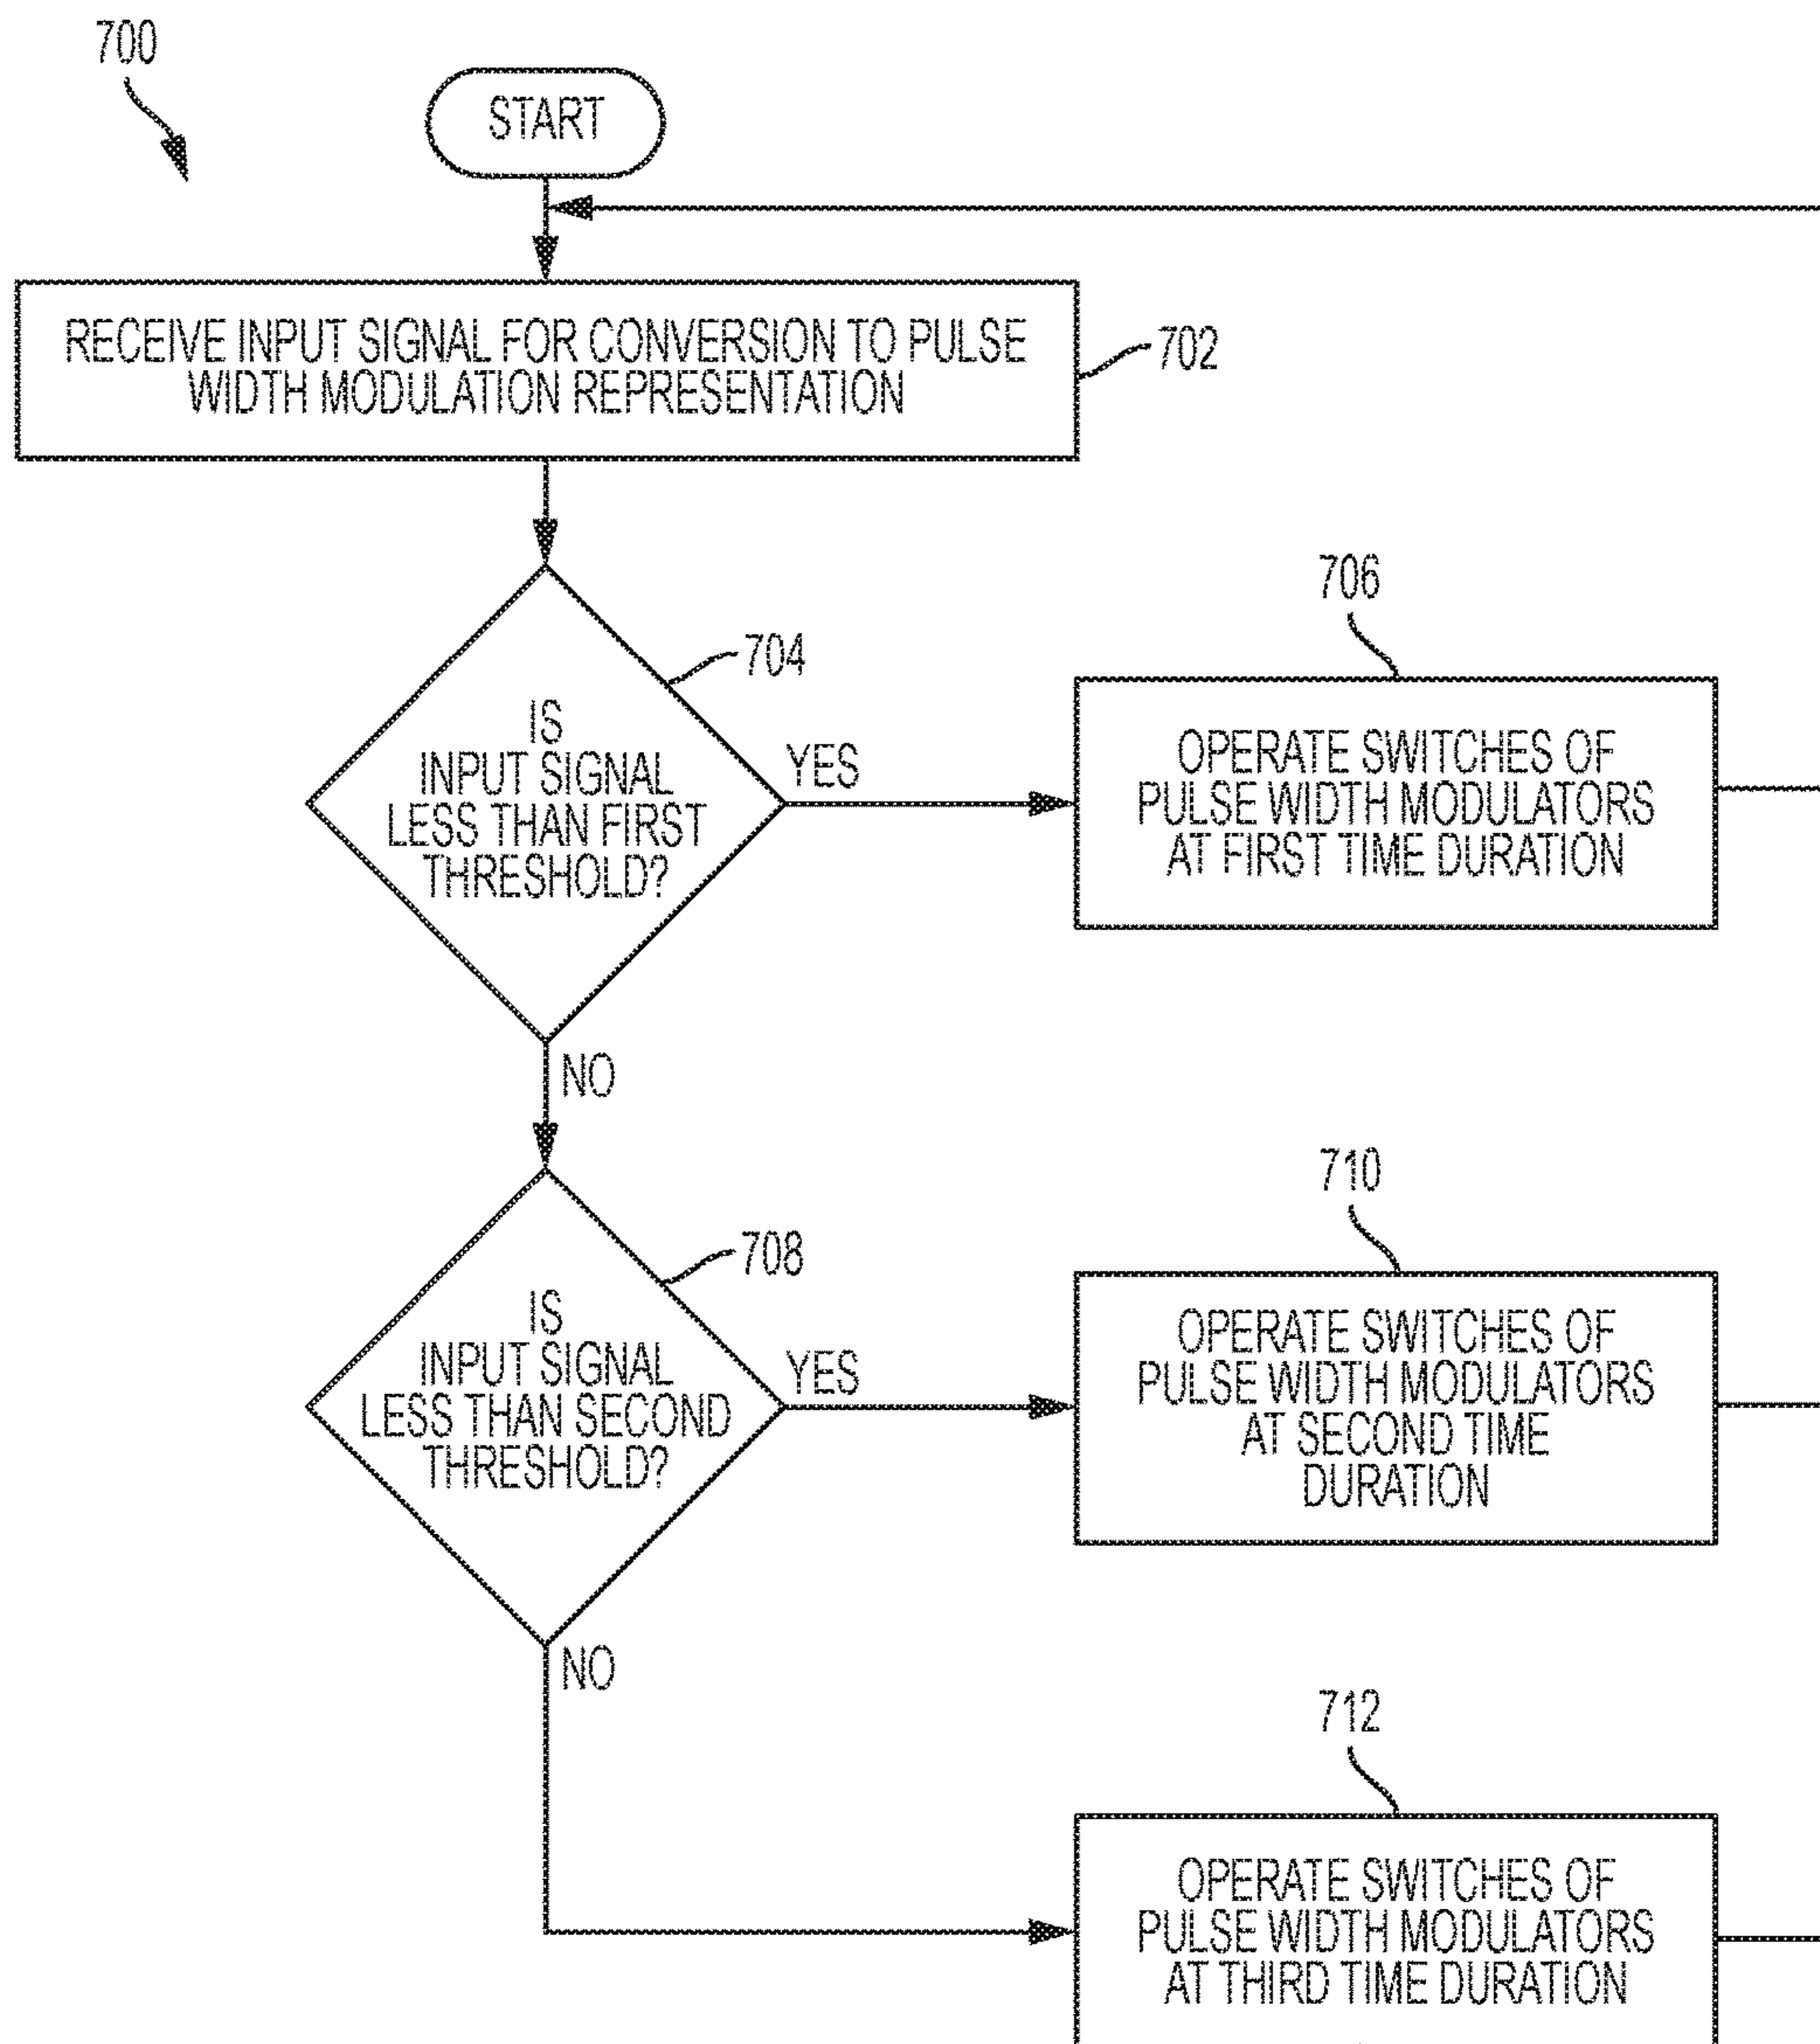 700
START
RECEIVE INPUT SIGNAL FOR CONVERSION TO PULSE
WIDTH MODULATION REPRESENTATION
702
704
IS
INPUT SIGNAL
LESS THAN FIRST
THRESHOLD?
YES
706
OPERATE SWITCHES OF
PULSE WIDTH MODULATORS
AT FIRST TIME DURATION
NO
708
IS
INPUT SIGNAL
LESS THAN SECOND
THRESHOLD?
YES
710
OPERATE SWITCHES OF
PULSE WIDTH MODULATORS
AT SECOND TIME
DURATION
NO
712
OPERATE SWITCHES OF
PULSE WIDTH MODULATORS
AT THIRD TIME DURATION